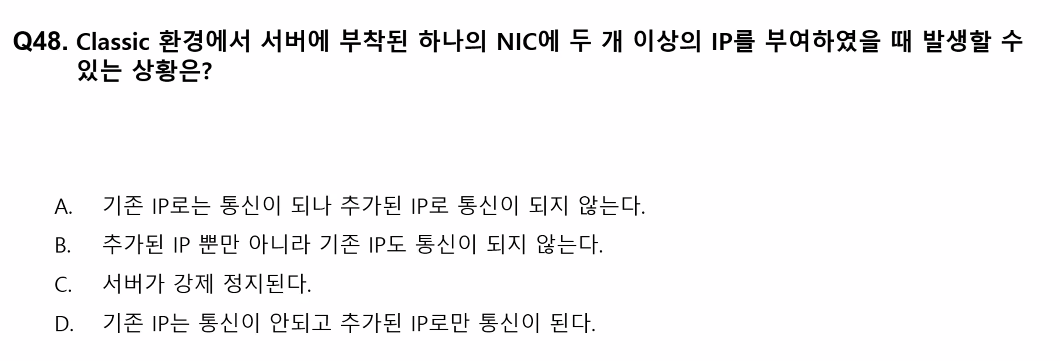 Q48. Classic 환경에서 서버에 부착된 하나의 NIC에 두 개 이상의 IP를 부여하였을 때 발생할 수
있는 상황은?
A. 기존 IP로는 통신이 되나 추가된 IP로 통신이 되지 않는다.
B. 추가된 IP 뿐만 아니라 기존 IP도 통신이 되지 않는다.
C. 서버가 강제 정지된다.
D. 기존 IP는 통신이 안되고 추가된 IP로만 통신이 된다.